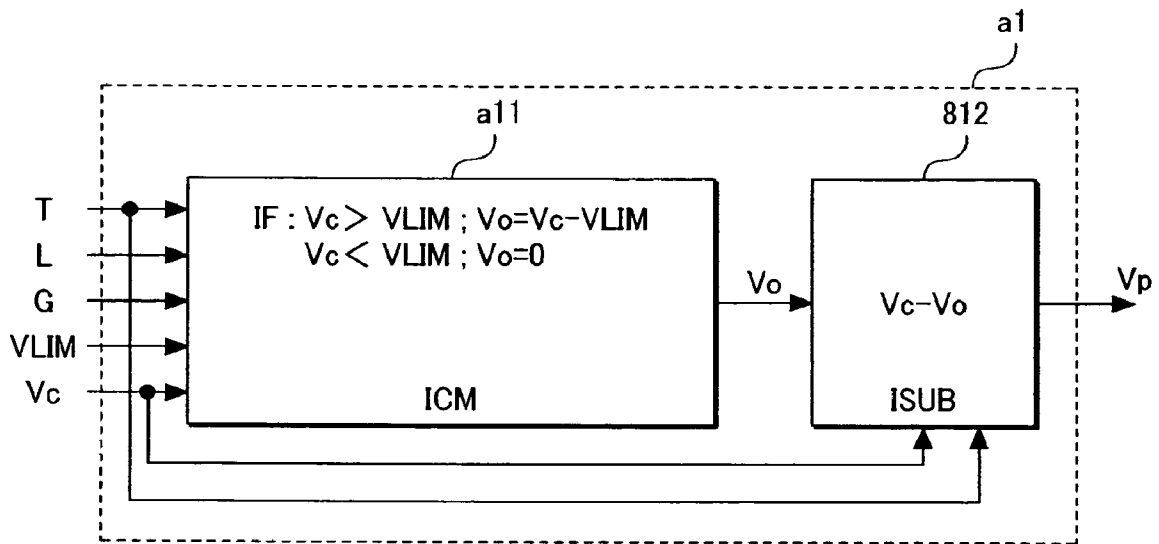 a1
a11
812
T
L
G
VLIM
Vc
IF : Vc > VLIM ; Vo=Vc-VLIM
Vc < VLIM ; Vo=0
ICM
Vo
Vc-Vo
ISUB
Vp